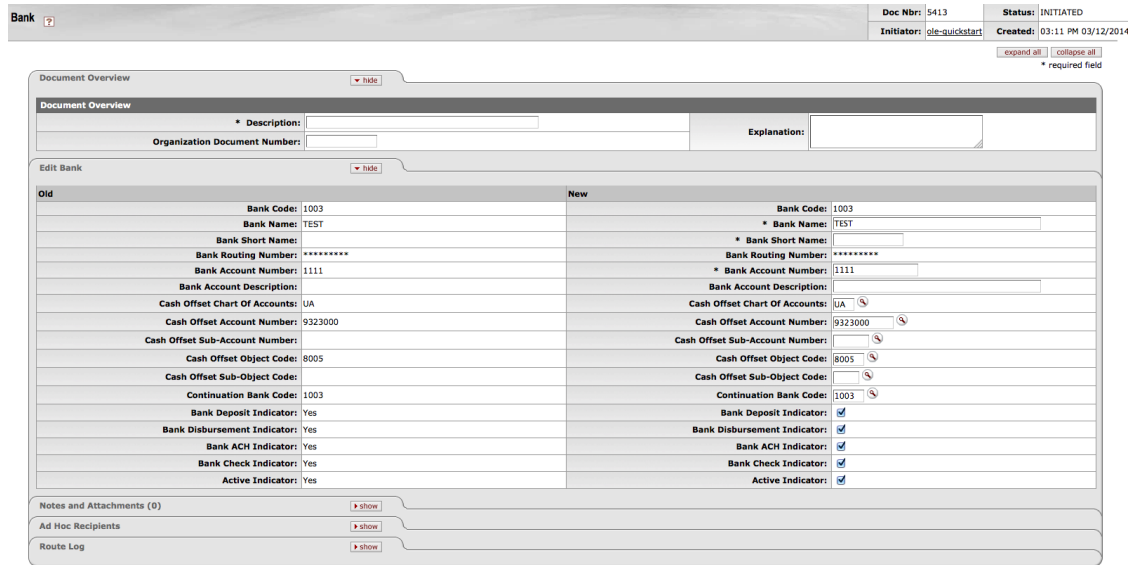 Bank ?
Doc Nbr: 5413 Status: INITIATED
Initiator: ole-quickstart Created: 03:11 PM 03/12/2014
expand all collapse all
* required field
Document Overview hide
Document Overview
* Description: Explanation:
Organization Document Number:
Edit Bank hide
Old New
Bank Code: 1003 Bank Code: 1003
Bank Name: TEST * Bank Name: TEST
Bank Short Name: * Bank Short Name:
Bank Routing Number: ********* Bank Routing Number: *********
Bank Account Number: 1111 * Bank Account Number: 1111
Bank Account Description: Bank Account Description:
Cash Offset Chart Of Accounts: UA Cash Offset Chart Of Accounts: UA
Cash Offset Account Number: 9323000 Cash Offset Account Number: 9323000
Cash Offset Sub-Account Number: Cash Offset Sub-Account Number:
Cash Offset Object Code: 8005 Cash Offset Object Code: 8005
Cash Offset Sub-Object Code: Cash Offset Sub-Object Code:
Continuation Bank Code: 1003 Continuation Bank Code: 1003
Bank Deposit Indicator: Yes Bank Deposit Indicator:
Bank Disbursement Indicator: Yes Bank Disbursement Indicator:
Bank ACH Indicator: Yes Bank ACH Indicator:
Bank Check Indicator: Yes Bank Check Indicator:
Active Indicator: Yes Active Indicator:
Notes and Attachments (0) show
Ad Hoc Recipients show
Route Log show